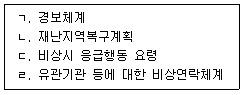 ㄱ. 경보체계
ㄴ. 재난지역복구계획
ㄷ. 비상시 응급행동 요령
ㄹ. 유관기관 등에 대한 비상연락체계